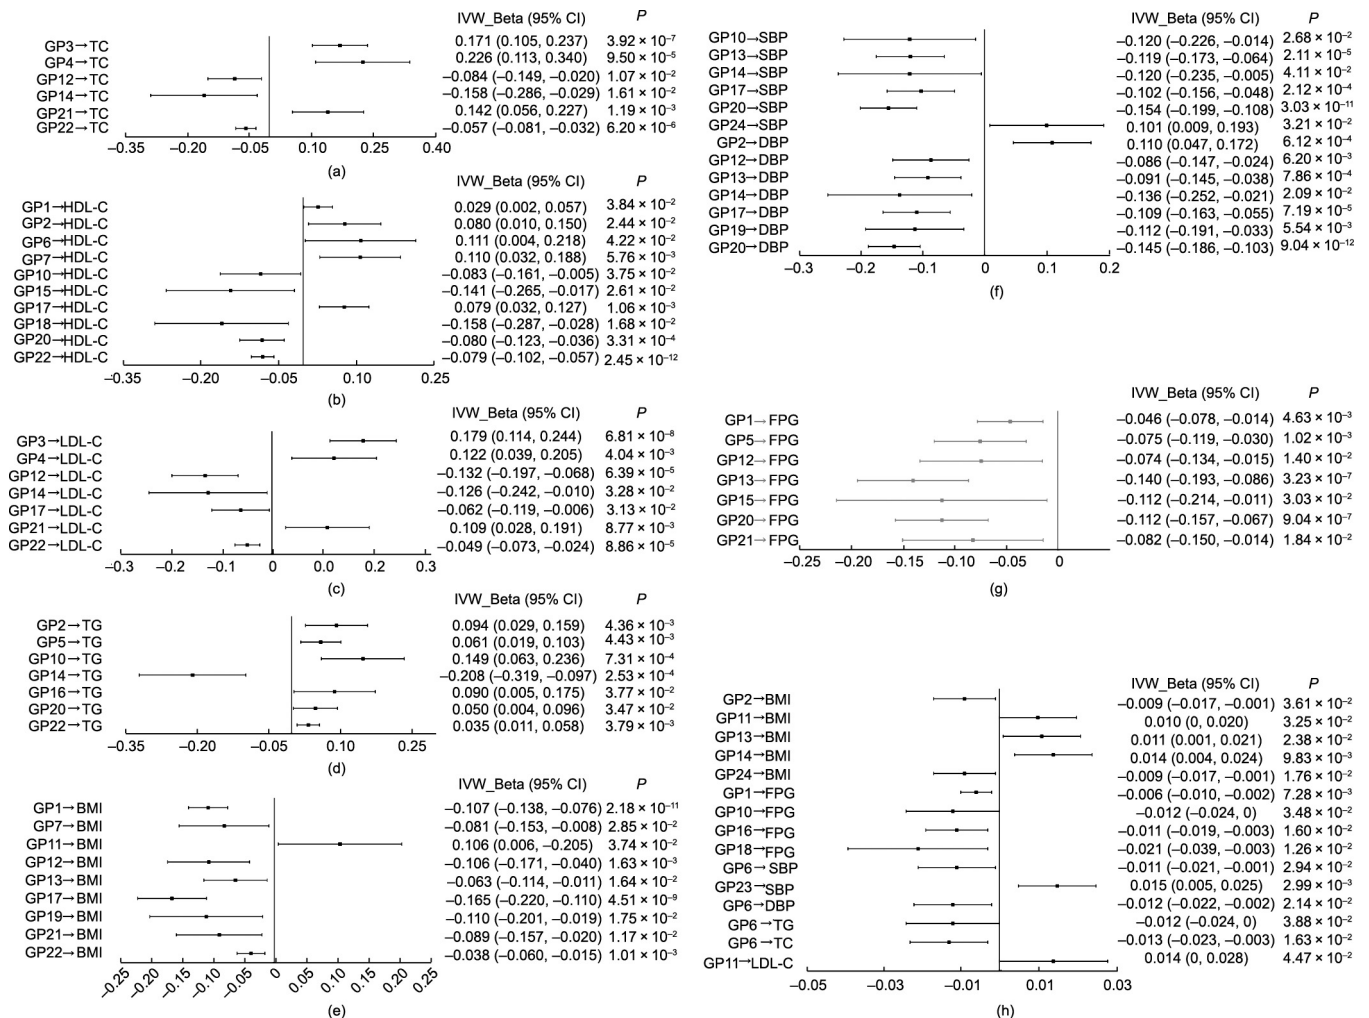 IVW_Beta (95% CI) P
GP3→TC 0.171 (0.105, 0.237) 3.92 × 10⁻⁷
GP4→TC 0.226 (0.113, 0.340) 9.50 × 10⁻⁵
GP12→TC −0.084 (−0.149, −0.020) 1.07 × 10⁻²
GP14→TC −0.158 (−0.286, −0.029) 1.61 × 10⁻²
GP21→TC 0.142 (0.056, 0.227) 1.19 × 10⁻³
GP22→TC −0.057 (−0.081, −0.032) 6.20 × 10⁻⁶
−0.35 −0.20 −0.05 0.10 0.25 0.40
(a)
IVW_Beta (95% CI) P
GP1→HDL-C 0.029 (0.002, 0.057) 3.84 × 10⁻²
GP2→HDL-C 0.080 (0.010, 0.150) 2.44 × 10⁻²
GP6→HDL-C 0.111 (0.004, 0.218) 4.22 × 10⁻²
GP7→HDL-C 0.110 (0.032, 0.188) 5.76 × 10⁻³
GP10→HDL-C −0.083 (−0.161, −0.005) 3.75 × 10⁻²
GP15→HDL-C −0.141 (−0.265, −0.017) 2.61 × 10⁻²
GP17→HDL-C 0.079 (0.032, 0.127) 1.06 × 10⁻³
GP18→HDL-C −0.158 (−0.287, −0.028) 1.68 × 10⁻²
GP20→HDL-C −0.080 (−0.123, −0.036) 3.31 × 10⁻⁴
GP22→HDL-C −0.079 (−0.102, −0.057) 2.45 × 10⁻¹²
−0.35 −0.20 −0.05 0.10 0.25
(b)
IVW_Beta (95% CI) P
GP3→LDL-C 0.179 (0.114, 0.244) 6.81 × 10⁻⁸
GP4→LDL-C 0.122 (0.039, 0.205) 4.04 × 10⁻³
GP12→LDL-C −0.132 (−0.197, −0.068) 6.39 × 10⁻⁵
GP14→LDL-C −0.126 (−0.242, −0.010) 3.28 × 10⁻²
GP17→LDL-C −0.062 (−0.119, −0.006) 3.13 × 10⁻²
GP21→LDL-C 0.109 (0.028, 0.191) 8.77 × 10⁻³
GP22→LDL-C −0.049 (−0.073, −0.024) 8.86 × 10⁻⁵
−0.3 −0.2 −0.1 0 0.1 0.2 0.3
(c)
IVW_Beta (95% CI) P
GP2→TG 0.094 (0.029, 0.159) 4.36 × 10⁻³
GP5→TG 0.061 (0.019, 0.103) 4.43 × 10⁻³
GP10→TG 0.149 (0.063, 0.236) 7.31 × 10⁻⁴
GP14→TG −0.208 (−0.319, −0.097) 2.53 × 10⁻⁴
GP16→TG 0.090 (0.005, 0.175) 3.77 × 10⁻²
GP20→TG 0.050 (0.004, 0.096) 3.47 × 10⁻²
GP22→TG 0.035 (0.011, 0.058) 3.79 × 10⁻³
−0.35 −0.20 −0.05 0.10 0.25
(d)
IVW_Beta (95% CI) P
GP1→BMI −0.107 (−0.138, −0.076) 2.18 × 10⁻¹¹
GP7→BMI −0.081 (−0.153, −0.008) 2.85 × 10⁻²
GP11→BMI 0.106 (0.006, −0.205) 3.74 × 10⁻²
GP12→BMI −0.106 (−0.171, −0.040) 1.63 × 10⁻³
GP13→BMI −0.063 (−0.114, −0.011) 1.64 × 10⁻²
GP17→BMI −0.165 (−0.220, −0.110) 4.51 × 10⁻⁹
GP19→BMI −0.110 (−0.201, −0.019) 1.75 × 10⁻²
GP21→BMI −0.089 (−0.157, −0.020) 1.17 × 10⁻²
GP22→BMI −0.038 (−0.060, −0.015) 1.01 × 10⁻³
−0.25 −0.20 −0.15 −0.10 −0.05 0 0.05 0.10 0.15 0.20 0.25
(e)
IVW_Beta (95% CI) P
GP10→SBP −0.120 (−0.226, −0.014) 2.68 × 10⁻²
GP13→SBP −0.119 (−0.173, −0.064) 2.11 × 10⁻⁵
GP14→SBP −0.120 (−0.235, −0.005) 4.11 × 10⁻²
GP17→SBP −0.102 (−0.156, −0.048) 2.12 × 10⁻⁴
GP20→SBP −0.154 (−0.199, −0.108) 3.03 × 10⁻¹¹
GP24→SBP 0.101 (0.009, 0.193) 3.21 × 10⁻²
GP2→DBP 0.110 (0.047, 0.172) 6.12 × 10⁻⁴
GP12→DBP −0.086 (−0.147, −0.024) 6.20 × 10⁻³
GP13→DBP −0.091 (−0.145, −0.038) 7.86 × 10⁻⁴
GP14→DBP −0.136 (−0.252, −0.021) 2.09 × 10⁻²
GP17→DBP −0.109 (−0.163, −0.055) 7.19 × 10⁻⁵
GP19→DBP −0.112 (−0.191, −0.033) 5.54 × 10⁻³
GP20→DBP −0.145 (−0.186, −0.103) 9.04 × 10⁻¹²
−0.3 −0.2 −0.1 0 0.1 0.2
(f)
IVW_Beta (95% CI) P
GP1→FPG −0.046 (−0.078, −0.014) 4.63 × 10⁻³
GP5→FPG −0.075 (−0.119, −0.030) 1.02 × 10⁻³
GP12→FPG −0.074 (−0.134, −0.015) 1.40 × 10⁻²
GP13→FPG −0.140 (−0.193, −0.086) 3.23 × 10⁻⁷
GP15→FPG −0.112 (−0.214, −0.011) 3.03 × 10⁻²
GP20→FPG −0.112 (−0.157, −0.067) 9.04 × 10⁻⁷
GP21→FPG −0.082 (−0.150, −0.014) 1.84 × 10⁻²
−0.25 −0.20 −0.15 −0.10 −0.05 0
(g)
IVW_Beta (95% CI) P
GP2→BMI −0.009 (−0.017, −0.001) 3.61 × 10⁻²
GP11→BMI 0.010 (0, 0.020) 3.25 × 10⁻²
GP13→BMI 0.011 (0.001, 0.021) 2.38 × 10⁻²
GP14→BMI 0.014 (0.004, 0.024) 9.83 × 10⁻³
GP24→BMI −0.009 (−0.017, −0.001) 1.76 × 10⁻²
GP1→FPG −0.006 (−0.010, −0.002) 7.28 × 10⁻³
GP10→FPG −0.012 (−0.024, 0) 3.48 × 10⁻²
GP16→FPG −0.011 (−0.019, −0.003) 1.60 × 10⁻²
GP18→FPG −0.021 (−0.039, −0.003) 1.26 × 10⁻²
GP6→SBP −0.011 (−0.021, −0.001) 2.94 × 10⁻²
GP23→SBP 0.015 (0.005, 0.025) 2.99 × 10⁻³
GP6→DBP −0.012 (−0.022, −0.002) 2.14 × 10⁻²
GP6→TG −0.012 (−0.024, 0) 3.88 × 10⁻²
GP6→TC −0.013 (−0.023, −0.003) 1.63 × 10⁻²
GP11→LDL-C 0.014 (0, 0.028) 4.47 × 10⁻²
−0.05 −0.03 −0.01 0.01 0.03
(h)